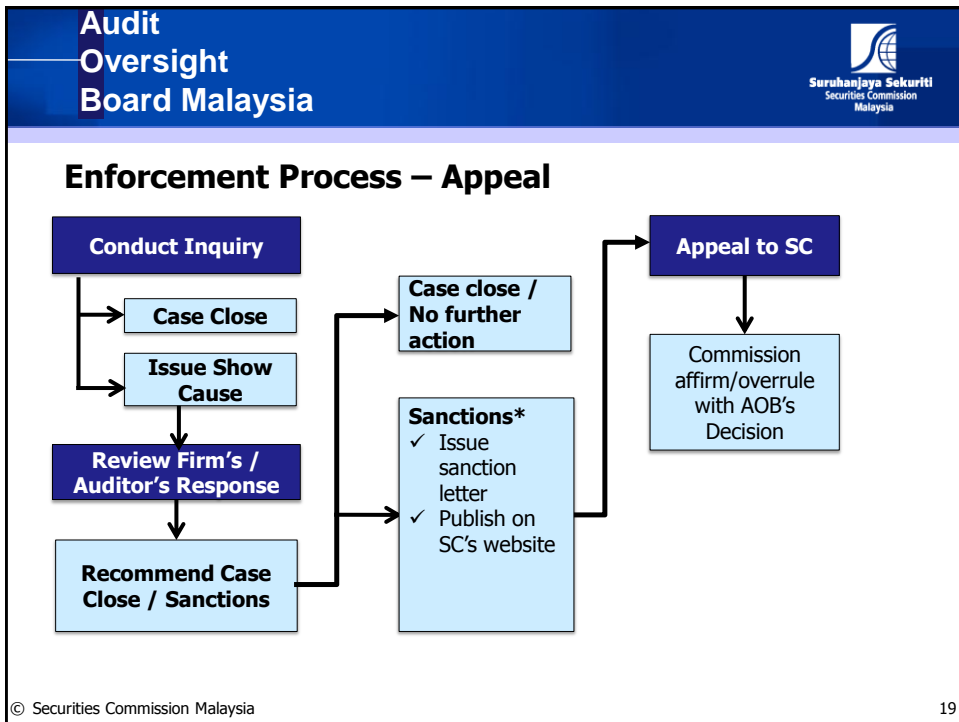 Audit
Oversight
Board Malaysia
Suruhanjaya Sekuriti
Securities Commission
Malaysia
Enforcement Process – Appeal
Conduct Inquiry
Case Close
Issue Show
Cause
Review Firm's /
Auditor's Response
Recommend Case
Close / Sanctions
Case close /
No further
action
Sanctions*
✓ Issue
sanction
letter
✓ Publish on
SC's website
Appeal to SC
Commission
affirm/overrule
with AOB's
Decision
© Securities Commission Malaysia
19